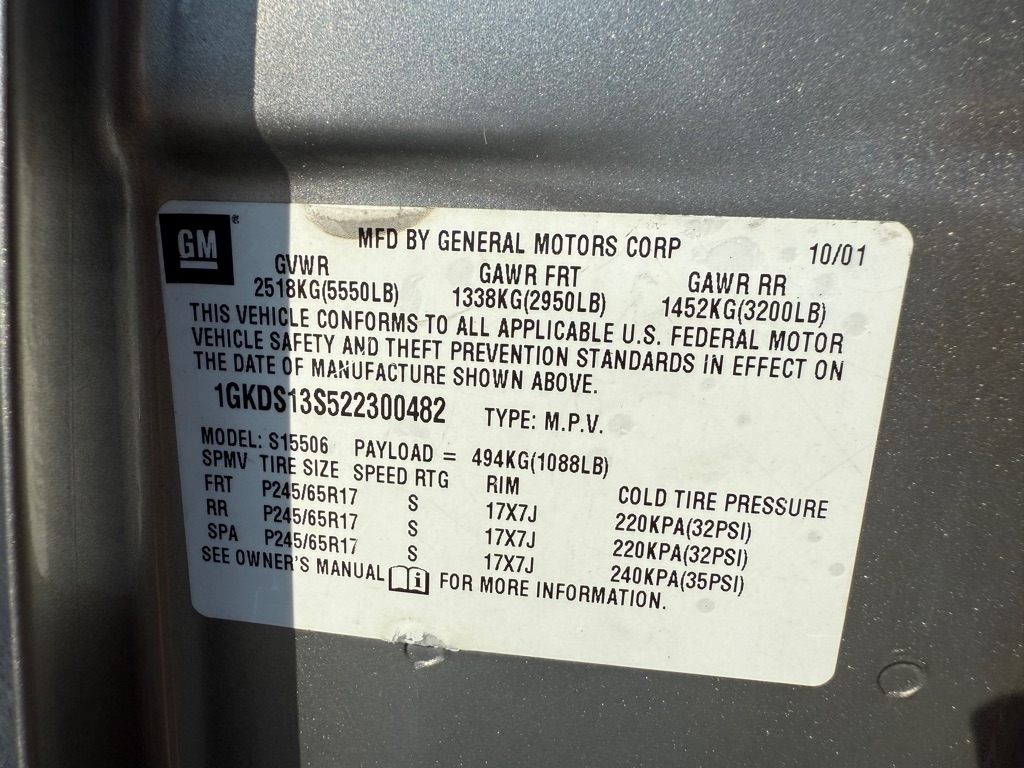 GM ®
MFD BY GENERAL MOTORS CORP 10/01
GVWR GAWR FRT GAWR RR
2518KG(5550LB) 1338KG(2950LB) 1452KG(3200LB)
THIS VEHICLE CONFORMS TO ALL APPLICABLE U.S. FEDERAL MOTOR
VEHICLE SAFETY AND THEFT PREVENTION STANDARDS IN EFFECT ON
THE DATE OF MANUFACTURE SHOWN ABOVE.
1GKDS13S522300482 TYPE: M.P.V.
MODEL: S15506 PAYLOAD = 494KG(1088LB)
SPMV TIRE SIZE SPEED RTG RIM COLD TIRE PRESSURE
FRT P245/65R17 S 17X7J 220KPA(32PSI)
RR P245/65R17 S 17X7J 220KPA(32PSI)
SPA P245/65R17 S 17X7J 240KPA(35PSI)
SEE OWNER'S MANUAL i FOR MORE INFORMATION.